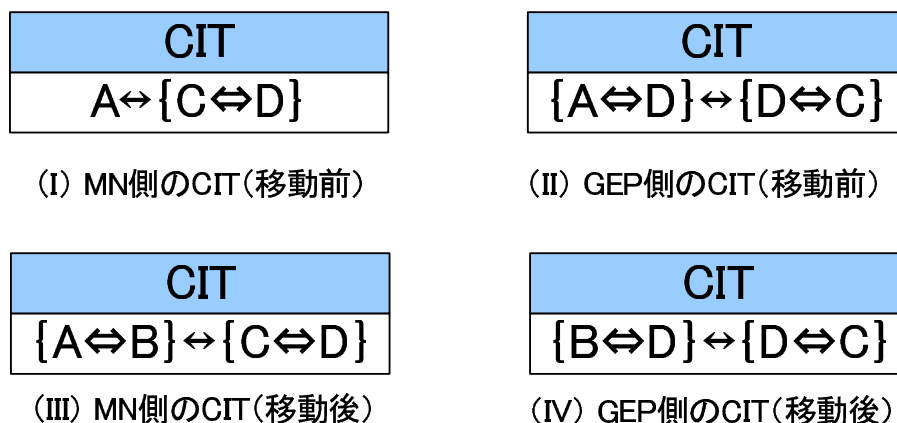 CIT CIT
A↔{C⇔D} {A⇔D}↔{D⇔C}
(I) MN側のCIT(移動前) (II) GEP側のCIT(移動前)
CIT CIT
{A⇔B}↔{C⇔D} {B⇔D}↔{D⇔C}
(III) MN側のCIT(移動後) (IV) GEP側のCIT(移動後)